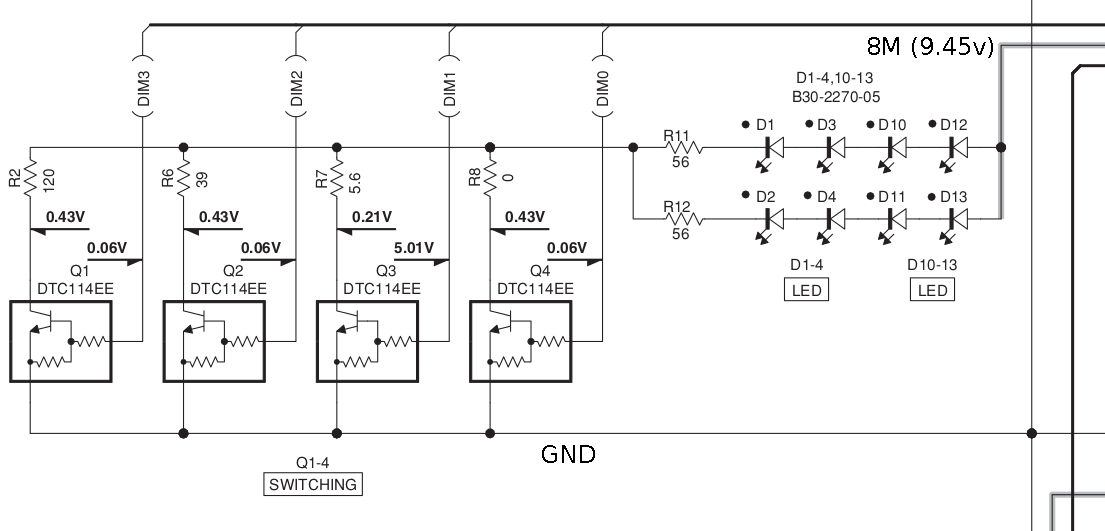 8M (9.45v)
DIM3
DIM2
DIM1
DIM0
D1-4,10-13
B30-2270-05
R11
56
D1
D3
D10
D12
R2
120
R6
39
R7
5.6
R8
0
R12
56
D2
D4
D11
D13
0.43V
0.43V
0.21V
0.43V
0.06V
0.06V
5.01V
0.06V
Q1
DTC114EE
Q2
DTC114EE
Q3
DTC114EE
Q4
DTC114EE
D1-4
LED
D10-13
LED
GND
Q1-4
SWITCHING